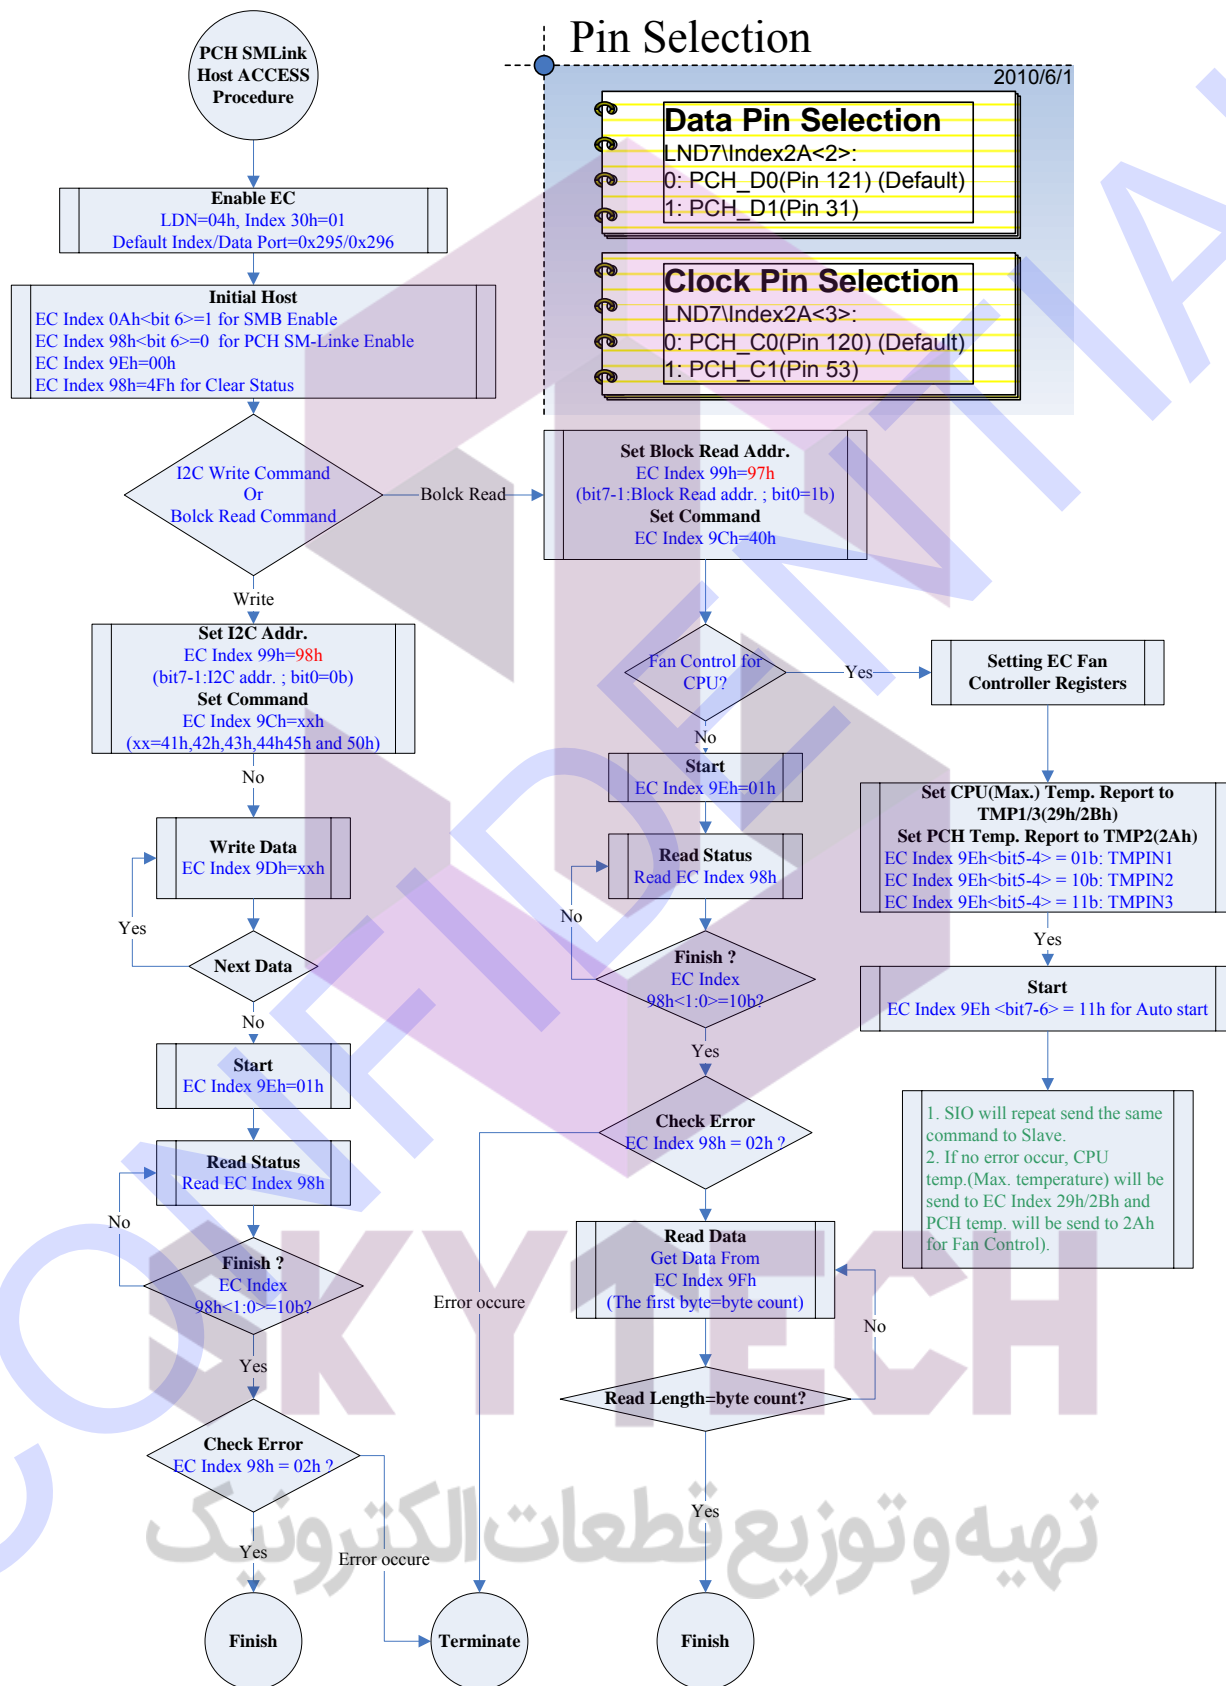 PCH SMLink
Host ACCESS
Procedure
Pin Selection
2010/6/1
Data Pin Selection
LND7\Index2A<2>:
0: PCH_D0(Pin 121) (Default)
1: PCH_D1(Pin 31)
Clock Pin Selection
LND7\Index2A<3>:
0: PCH_C0(Pin 120) (Default)
1: PCH_C1(Pin 53)
Enable EC
LDN=04h, Index 30h=01
Default Index/Data Port=0x295/0x296
Initial Host
EC Index 0Ah<bit 6>=1 for SMB Enable
EC Index 98h<bit 6>=0  for PCH SM-Linke Enable
EC Index 9Eh=00h
EC Index 98h=4Fh for Clear Status
I2C Write Command
Or
Bolck Read Command
Bolck Read
Write
Set Block Read Addr.
EC Index 99h=97h
(bit7-1:Block Read addr. ; bit0=1b)
Set Command
EC Index 9Ch=40h
Set I2C Addr.
EC Index 99h=98h
(bit7-1:I2C addr. ; bit0=0b)
Set Command
EC Index 9Ch=xxh
(xx=41h,42h,43h,44h45h and 50h)
No
Write Data
EC Index 9Dh=xxh
Yes
Next Data
No
Start
EC Index 9Eh=01h
Read Status
Read EC Index 98h
No
Finish ?
EC Index
98h<1:0>=10b?
Yes
Check Error
EC Index 98h = 02h ?
Yes
Error occure
Finish
Terminate
Fan Control for
CPU?
Yes
No
Start
EC Index 9Eh=01h
Read Status
Read EC Index 98h
No
Finish ?
EC Index
98h<1:0>=10b?
Yes
Check Error
EC Index 98h = 02h ?
Error occure
Read Data
Get Data From
EC Index 9Fh
(The first byte=byte count)
No
Read Length=byte count?
Yes
Finish
Setting EC Fan
Controller Registers
Set CPU(Max.) Temp. Report to
TMP1/3(29h/2Bh)
Set PCH Temp. Report to TMP2(2Ah)
EC Index 9Eh<bit5-4> = 01b: TMPIN1
EC Index 9Eh<bit5-4> = 10b: TMPIN2
EC Index 9Eh<bit5-4> = 11b: TMPIN3
Yes
Start
EC Index 9Eh <bit7-6> = 11h for Auto start
1. SIO will repeat send the same
command to Slave.
2. If no error occur, CPU
temp.(Max. temperature) will be
send to EC Index 29h/2Bh and
PCH temp. will be send to 2Ah
for Fan Control).
CONFIDENTIAL
SKYTECH
تهیه و توزیع قطعات الکترونیک